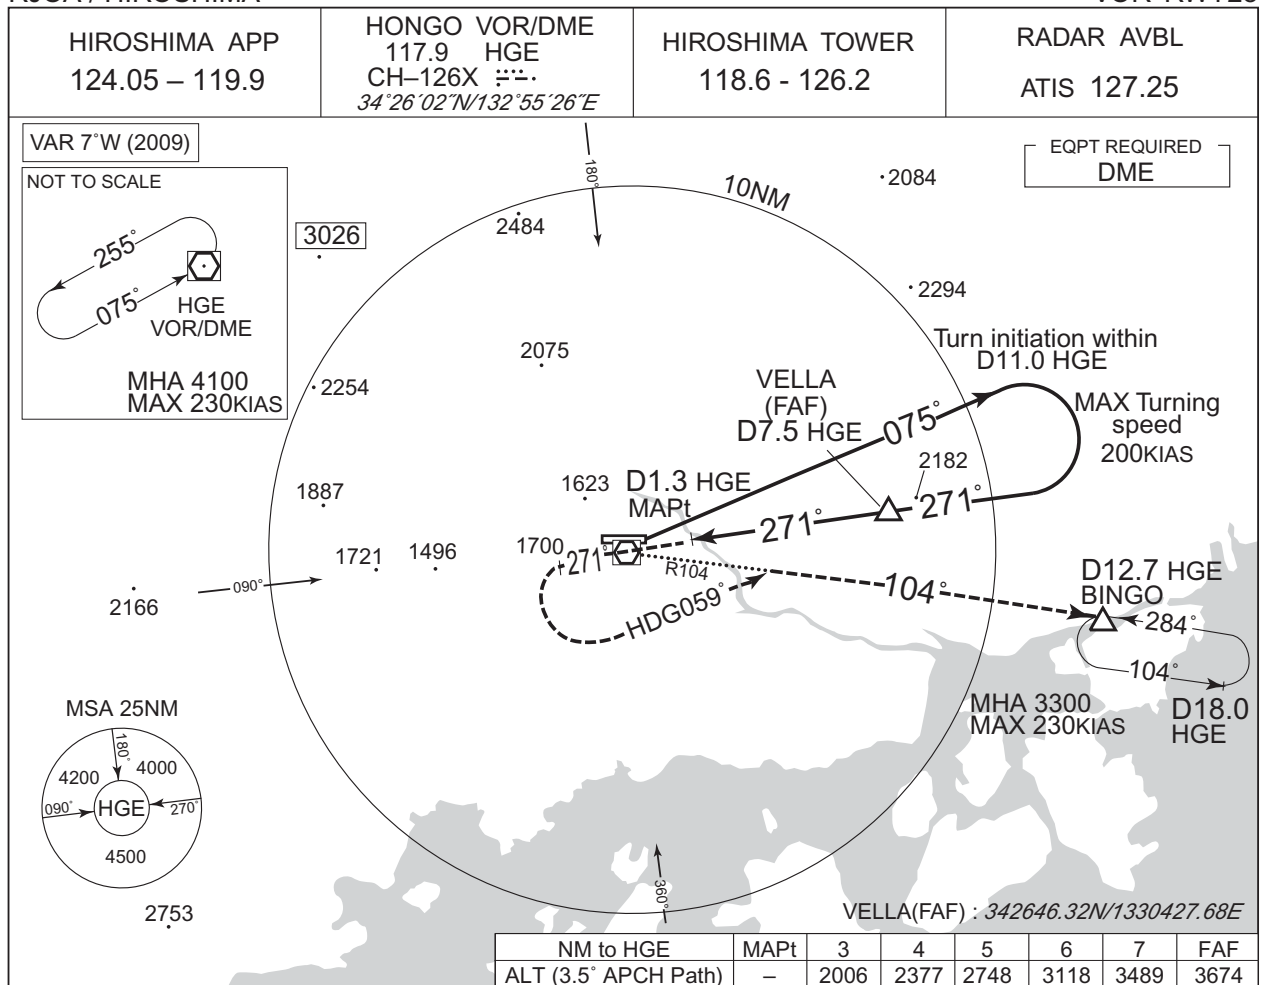 RJOA / HIROSHIMA
VOR RWY28
HIROSHIMA APP
124.05 – 119.9
HONGO VOR/DME
117.9 HGE
CH–126X
34°26′02″N/132°55′26″E
HIROSHIMA TOWER
118.6 - 126.2
RADAR AVBL
ATIS 127.25
VAR 7°W (2009)
EQPT REQUIRED
DME
NOT TO SCALE
255°
075°
HGE
VOR/DME
MHA 4100
MAX 230KIAS
3026
180°
10NM
2084
2484
2294
2075
2254
Turn initiation within
D11.0 HGE
VELLA
(FAF)
D7.5 HGE
075°
MAX Turning
speed
200KIAS
2182
1887
1623
D1.3 HGE
MAPt
271°
271°
1721
1496
1700
271°
R104
HDG059°
104°
D12.7 HGE
BINGO
284°
104°
090°
2166
MHA 3300
MAX 230KIAS
D18.0
HGE
MSA 25NM
180°
4200
4000
090°
HGE
270°
4500
2753
360°
VELLA(FAF) : 342646.32N/1330427.68E
NM to HGE MAPt 3 4 5 6 7 FAF
ALT (3.5° APCH Path) – 2006 2377 2748 3118 3489 3674